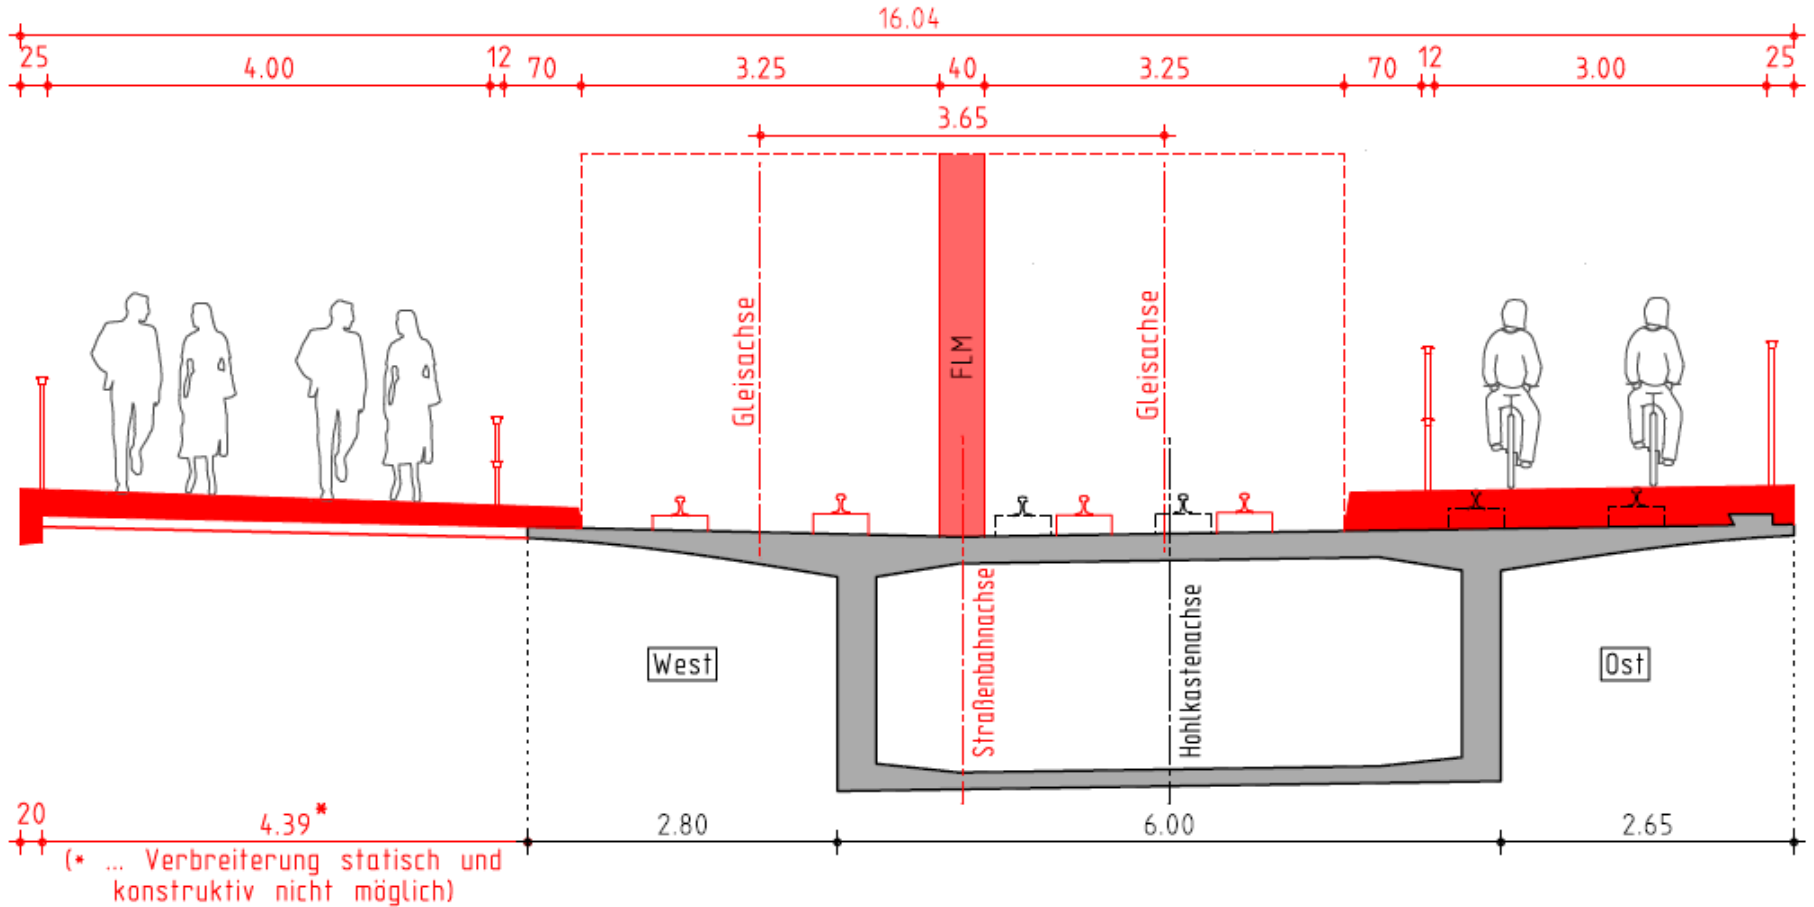 16.04
25 4.00 12 70 3.25 40 3.25 70 12 3.00 25
3.65
Gleisachse
FLM
Gleisachse
Straßenbahnachse
Hohlkastenachse
West
Ost
20 4.39* 2.80 6.00 2.65
(* ... Verbreiterung statisch und
konstruktiv nicht möglich)